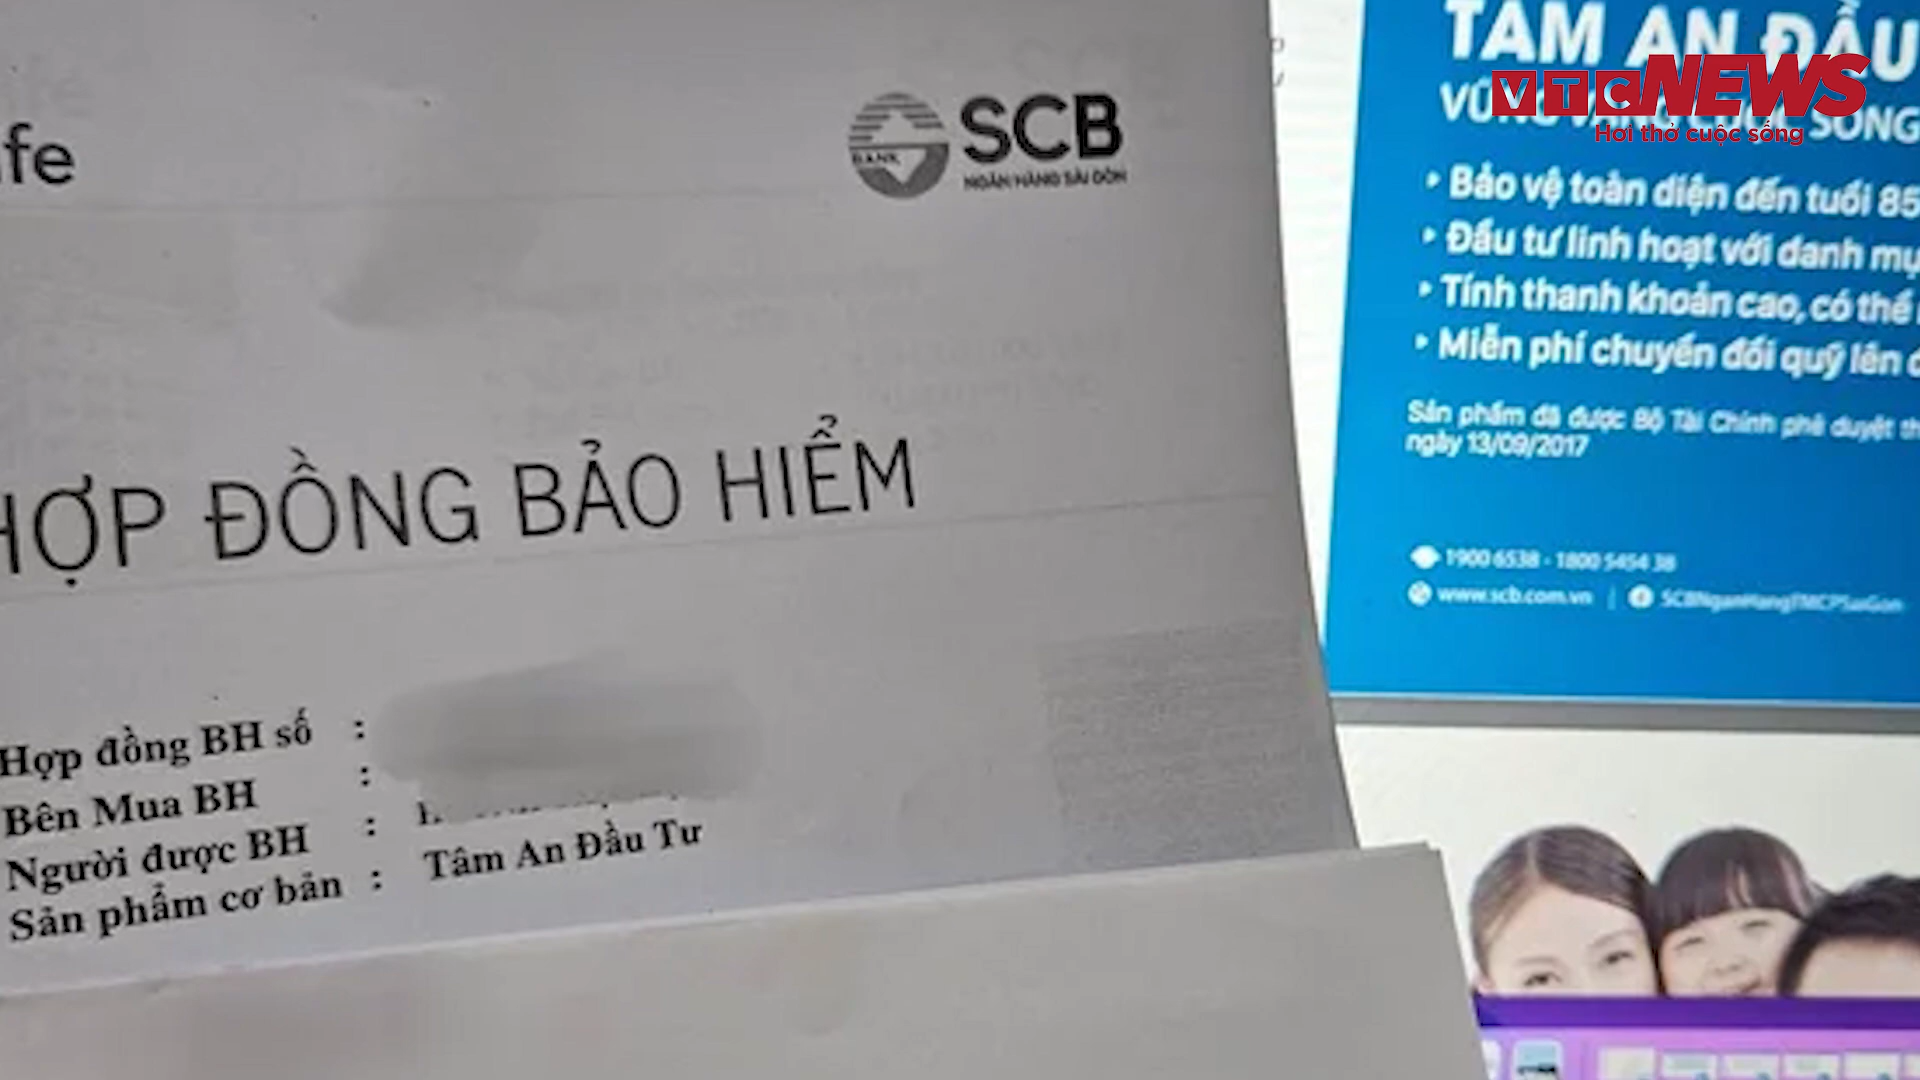 ife
BANK
SCB
NGÂN HÀNG SÀI GÒN
HỢP ĐỒNG BẢO HIỂM
Hợp đồng BH số :
Bên Mua BH :
Người được BH :
Sản phẩm cơ bản : Tâm An Đầu Tư
TÂM AN ĐẦU
VTC NEWS
Hơi thở cuộc sống
SỐNG
Bảo vệ toàn diện đến tuổi 85
Đầu tư linh hoạt với danh mụ
Tính thanh khoản cao, có thể
Miễn phí chuyển đổi quỹ lên
Sản phẩm đã được Bộ Tài Chính phê duyệt th
ngày 13/09/2017
1900 6538 - 1800 5454 38
www.scb.com.vn | SCBNganHangTMCPSaiGon